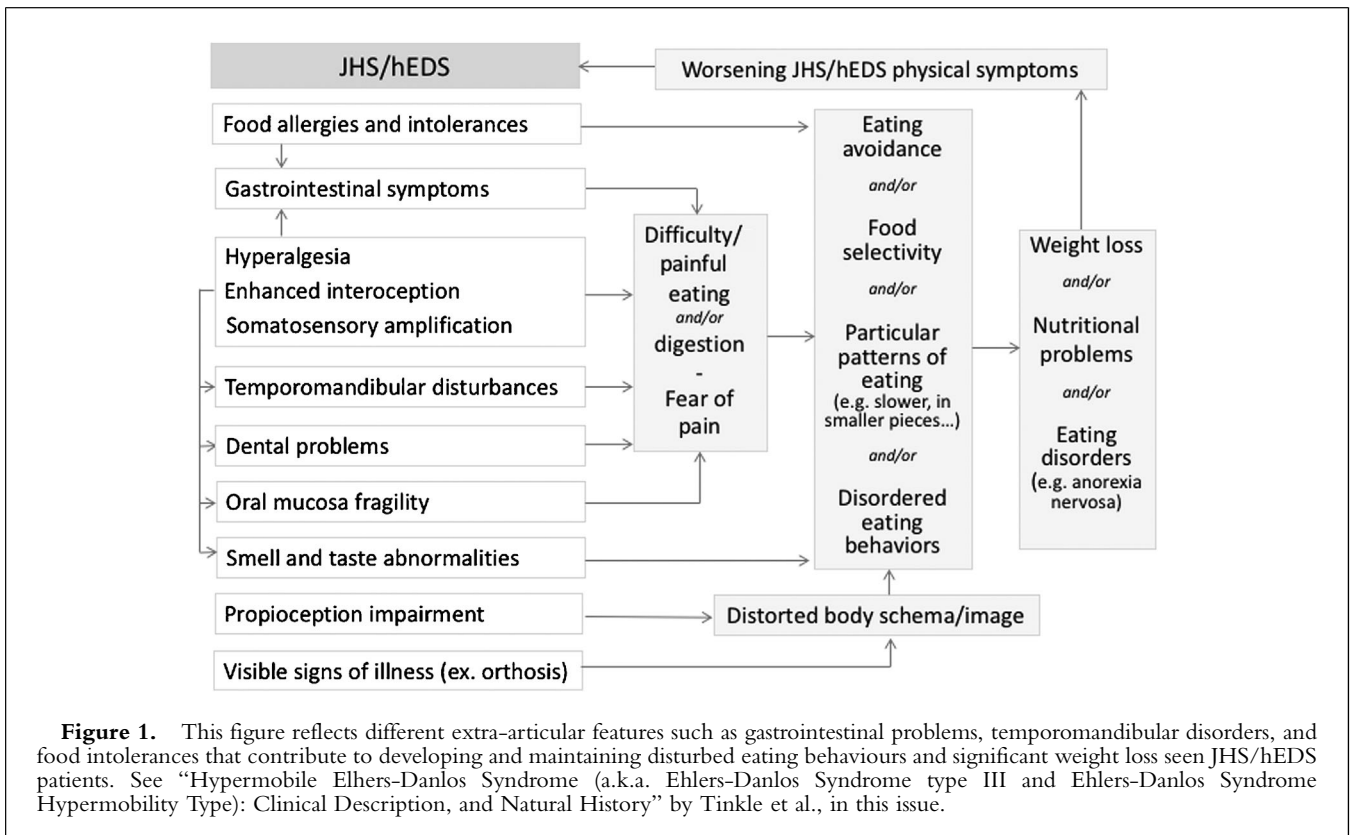 JHS/hEDS
Worsening JHS/hEDS physical symptoms
Food allergies and intolerances
Gastrointestinal symptoms
Hyperalgesia
Enhanced interoception
Somatosensory amplification
Temporomandibular disturbances
Dental problems
Oral mucosa fragility
Smell and taste abnormalities
Propioception impairment
Visible signs of illness (ex. orthosis)
Difficulty/
painful
eating
and/or
digestion
-
Fear of
pain
Eating
avoidance
and/or
Food
selectivity
and/or
Particular
patterns of
eating
(e.g. slower, in
smaller pieces...)
and/or
Disordered
eating
behaviors
Distorted body schema/image
Weight loss
and/or
Nutritional
problems
and/or
Eating
disorders
(e.g. anorexia
nervosa)
Figure 1. This figure reflects different extra-articular features such as gastrointestinal problems, temporomandibular disorders, and
food intolerances that contribute to developing and maintaining disturbed eating behaviours and significant weight loss seen JHS/hEDS
patients. See “Hypermobile Elhers-Danlos Syndrome (a.k.a. Ehlers-Danlos Syndrome type III and Ehlers-Danlos Syndrome
Hypermobility Type): Clinical Description, and Natural History” by Tinkle et al., in this issue.